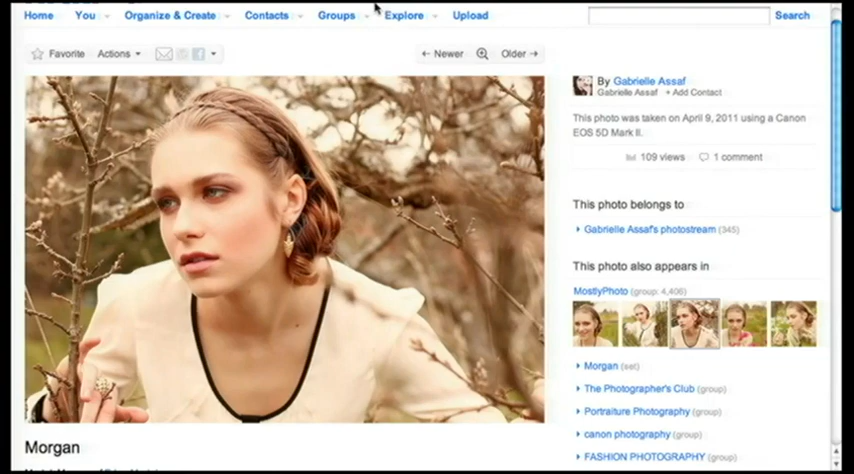 Home You Organize & Create Contacts Groups Explore Upload Search
Favorite Actions ← Newer Older →
By Gabrielle Assaf
Gabrielle Assaf + Add Contact
This photo was taken on April 9, 2011 using a Canon
EOS 5D Mark II.
109 views 1 comment
This photo belongs to
Gabrielle Assaf's photostream (345)
This photo also appears in
MostlyPhoto (group: 4,406)
Morgan (set)
The Photographer's Club (group)
Portraiture Photography (group)
canon photography (group)
FASHION PHOTOGRAPHY (group)
Morgan